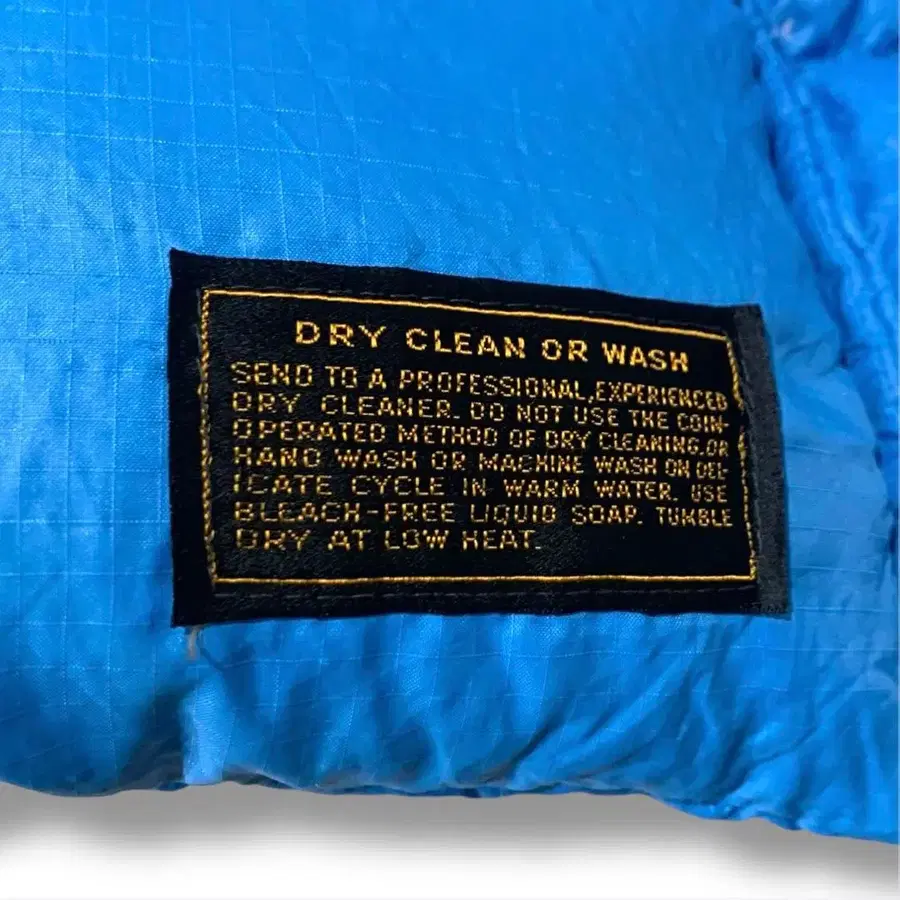 DRY CLEAN OR WASH
SEND TO A PROFESSIONAL,EXPERIENCED
DRY CLEANER. DO NOT USE THE COIN-
OPERATED METHOD OF DRY CLEANING,OR
HAND WASH OR MACHINE WASH ON DEL-
ICATE CYCLE IN WARM WATER. USE
BLEACH-FREE LIQUID SOAP. TUMBLE
DRY AT LOW HEAT.